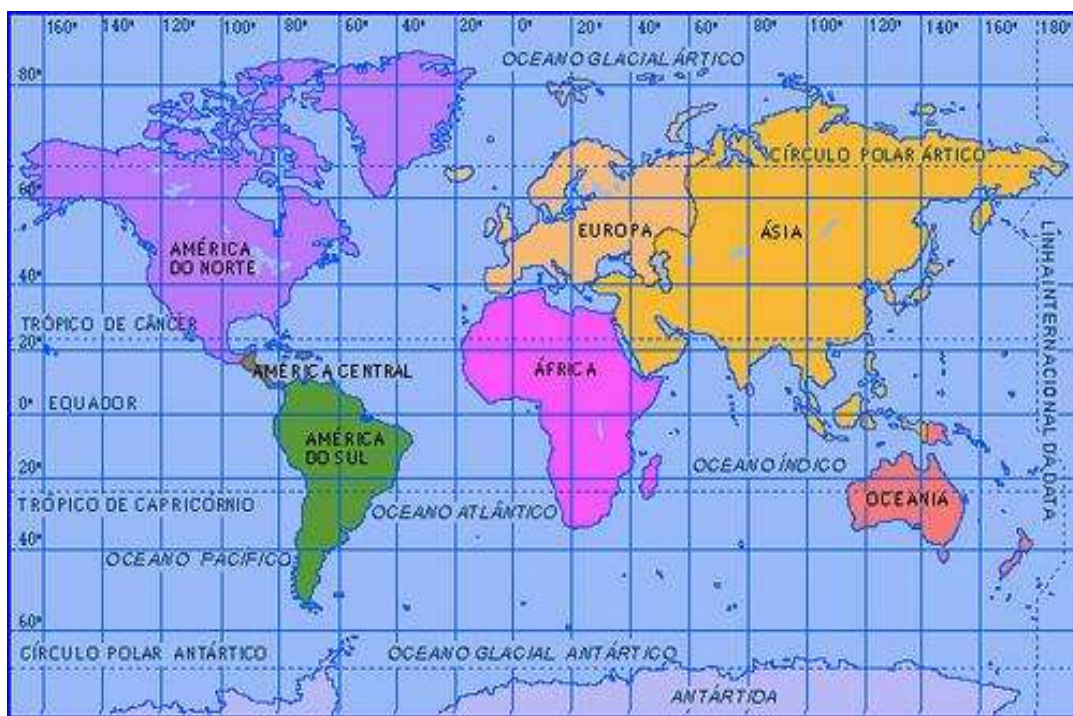 160° 140° 120° 100° 80° 60° 40° 20° 0° 20° 40° 60° 80° 100° 120° 140° 160° 180°
OCEANO GLACIAL ÁRTICO
80°
CÍRCULO POLAR ÁRTICO
60°
EUROPA
ÁSIA
AMÉRICA
DO NORTE
40°
TRÓPICO DE CÂNCER
20°
AMÉRICA CENTRAL
ÁFRICA
LINHA INTERNACIONAL DA DATA
0° EQUADOR
AMÉRICA
DO SUL
OCEANO ÍNDICO
20°
TRÓPICO DE CAPRICÓRNIO
OCEANO ATLÂNTICO
OCEANIA
40°
OCEANO PACÍFICO
60°
CÍRCULO POLAR ANTÁRTICO
OCEANO GLACIAL ANTÁRTICO
ANTÁRTIDA